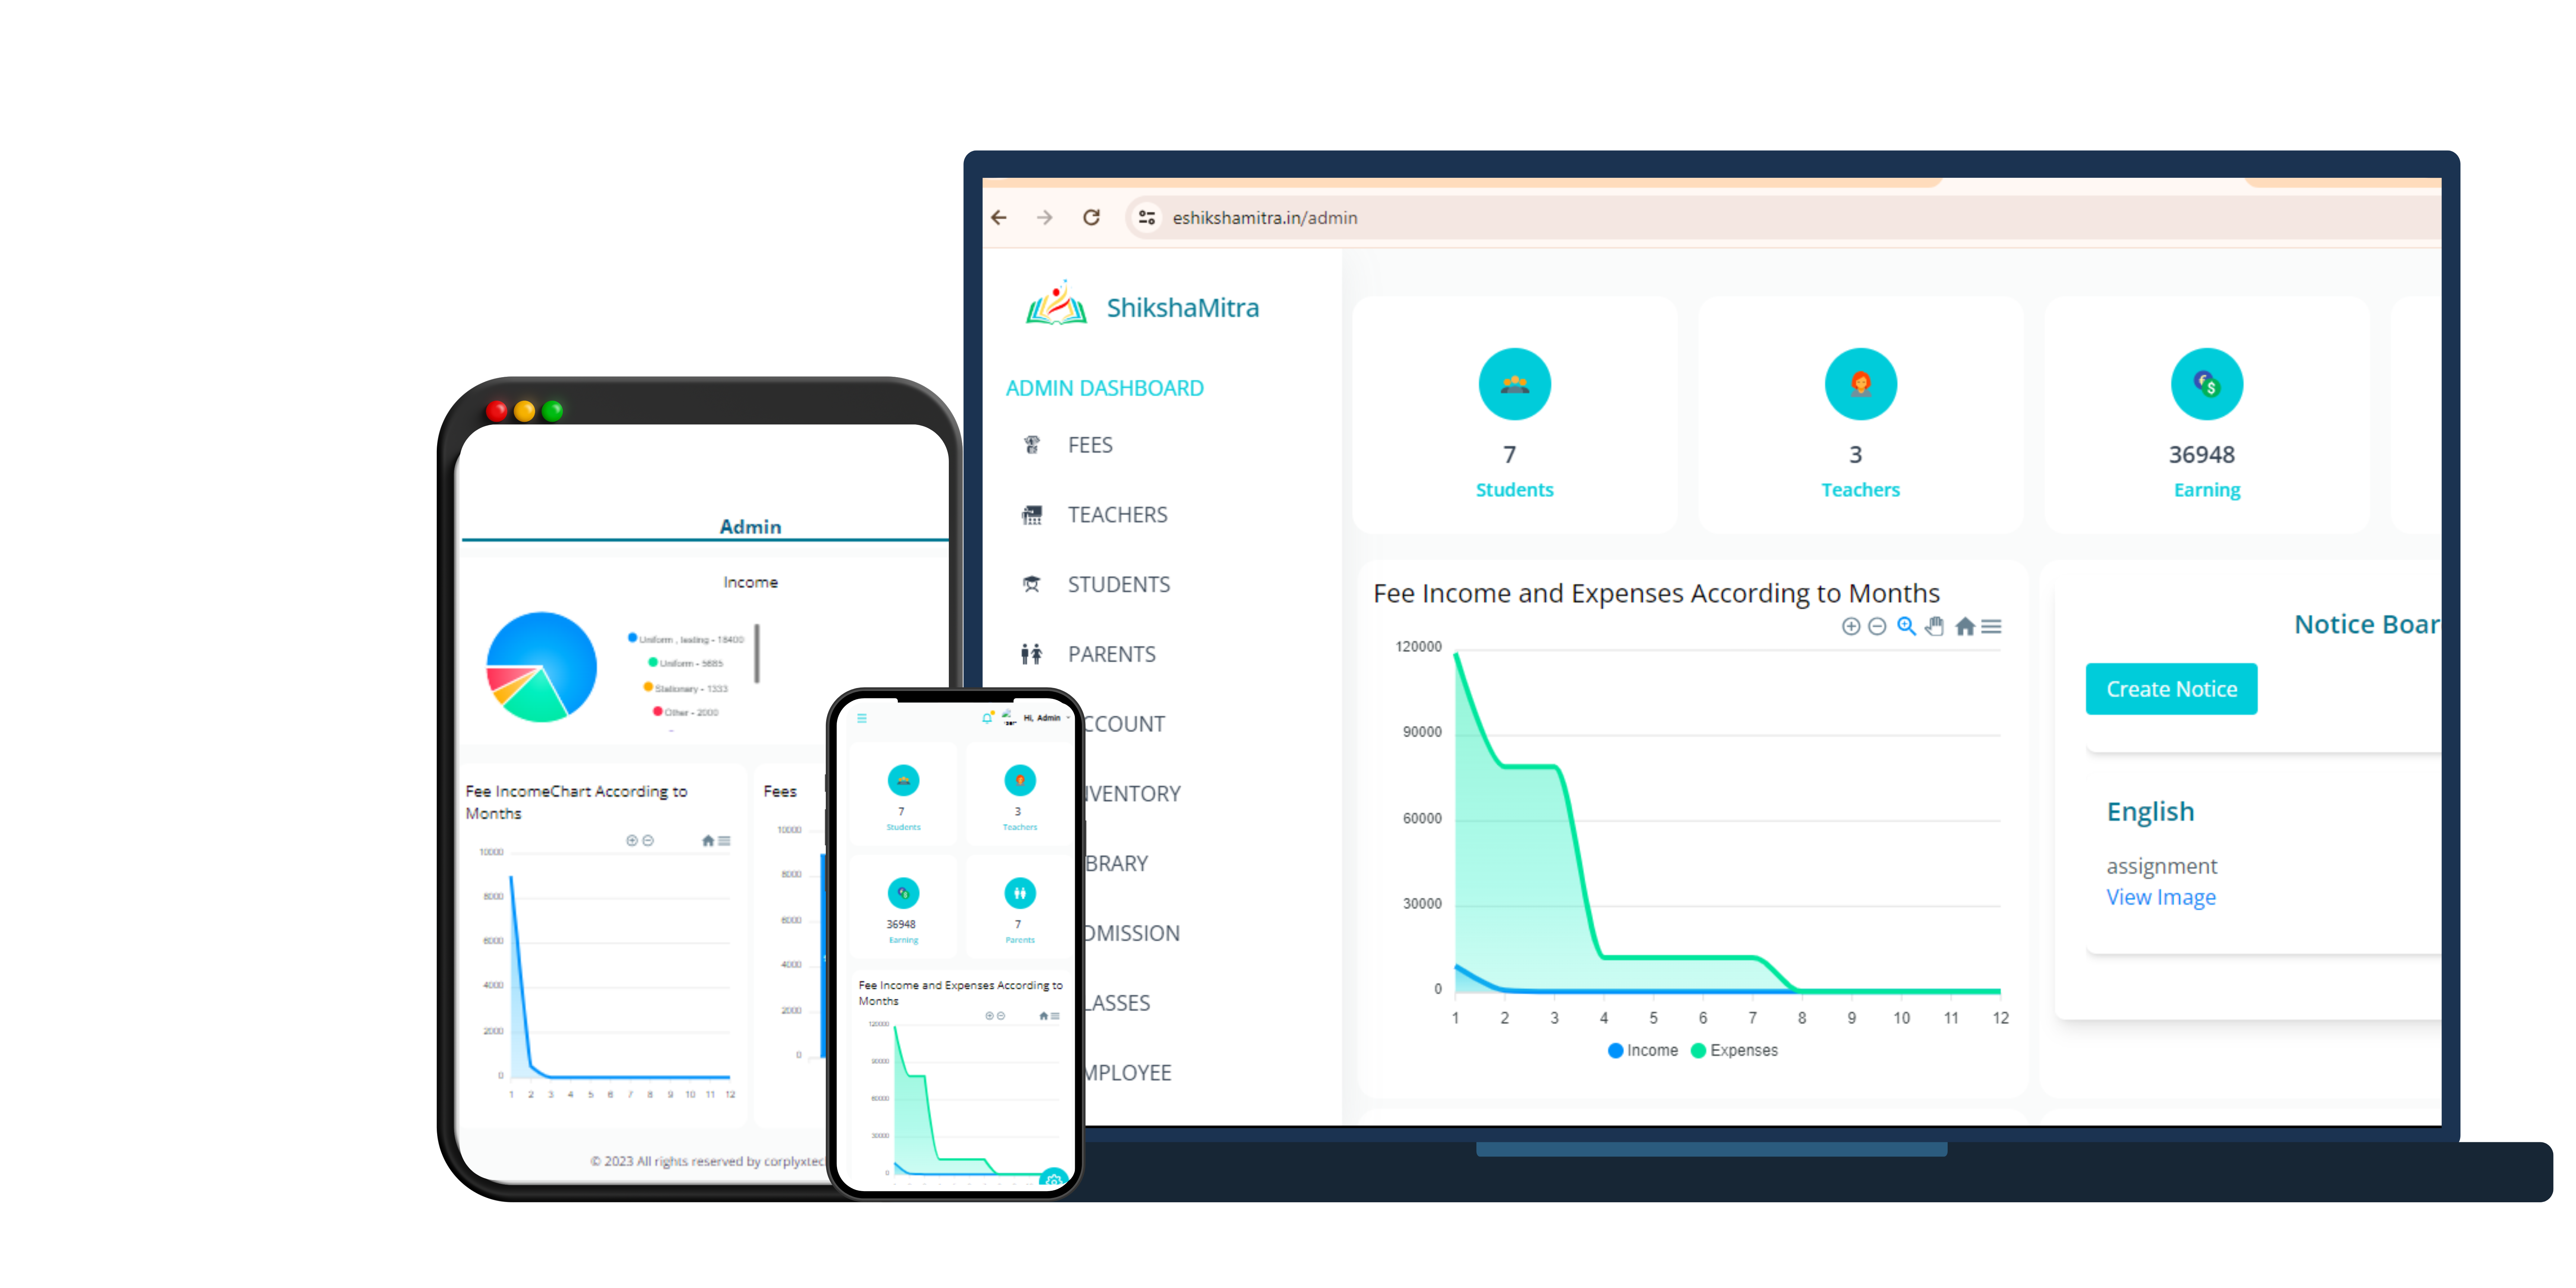 eshikshamitra.in/admin
ShikshaMitra
ADMIN DASHBOARD
FEES
TEACHERS
STUDENTS
PARENTS
CCOUNT
NVENTORY
BRARY
DMISSION
LASSES
MPLOYEE
7
Students
3
Teachers
36948
Earning
Fee Income and Expenses According to Months
120000
90000
60000
30000
0
1 2 3 4 5 6 7 8 9 10 11 12
Income Expenses
Notice Boar
Create Notice
English
assignment
View Image
Admin
Income
Uniform , leading - 18400
Uniform - 5685
Stationery - 1333
Other - 2000
Fee IncomeChart According to
Months
10000
8000
6000
4000
2000
0
1 2 3 4 5 6 7 8 9 10 11 12
Fees
10000
8000
6000
4000
2000
0
© 2023 All rights reserved by corplyxtec
Hi, Admin
7
Students
3
Teachers
36948
Earning
7
Parents
Fee Income and Expenses According to
Months
120000
90000
60000
30000
0